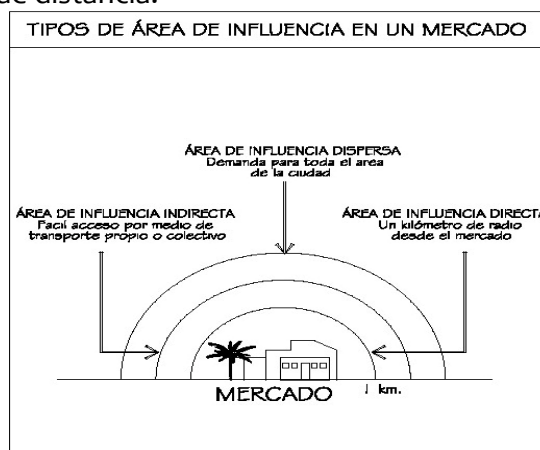 de distancia.
TIPOS DE ÁREA DE INFLUENCIA EN UN MERCADO
ÁREA DE INFLUENCIA DISPERSA
Demanda para toda el area
de la ciudad
ÁREA DE INFLUENCIA INDIRECTA
Facil acceso por medio de
transporte propio o colectivo
ÁREA DE INFLUENCIA DIRECTA
Un kilómetro de radio
desde el mercado
MERCADO
1 km.